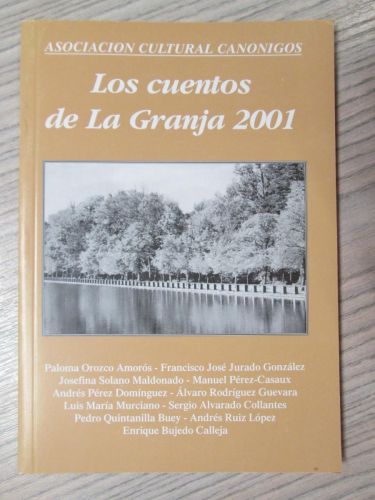 ASOCIACION CULTURAL CANONIGOS
Los cuentos
de La Granja 2001
Paloma Orozco Amorós - Francisco José Jurado González
Josefina Solano Maldonado - Manuel Pérez-Casaux
Andrés Pérez Domínguez - Álvaro Rodríguez Guevara
Luis María Murciano - Sergio Alvarado Collantes
Pedro Quintanilla Buey - Andrés Ruiz López
Enrique Bujedo Calleja